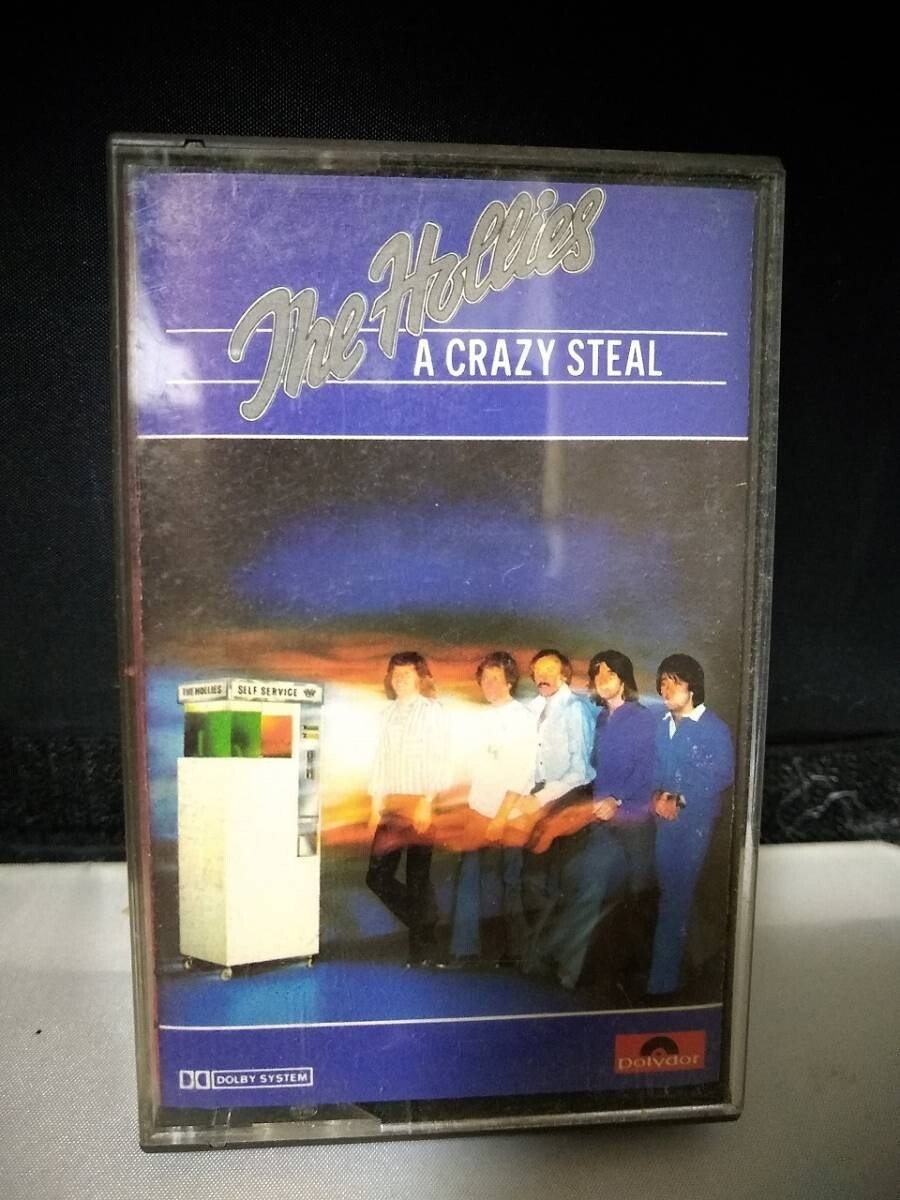 The Hollies
A CRAZY STEAL
THE HOLLIES SELF SERVICE
DOLBY SYSTEM
polydor